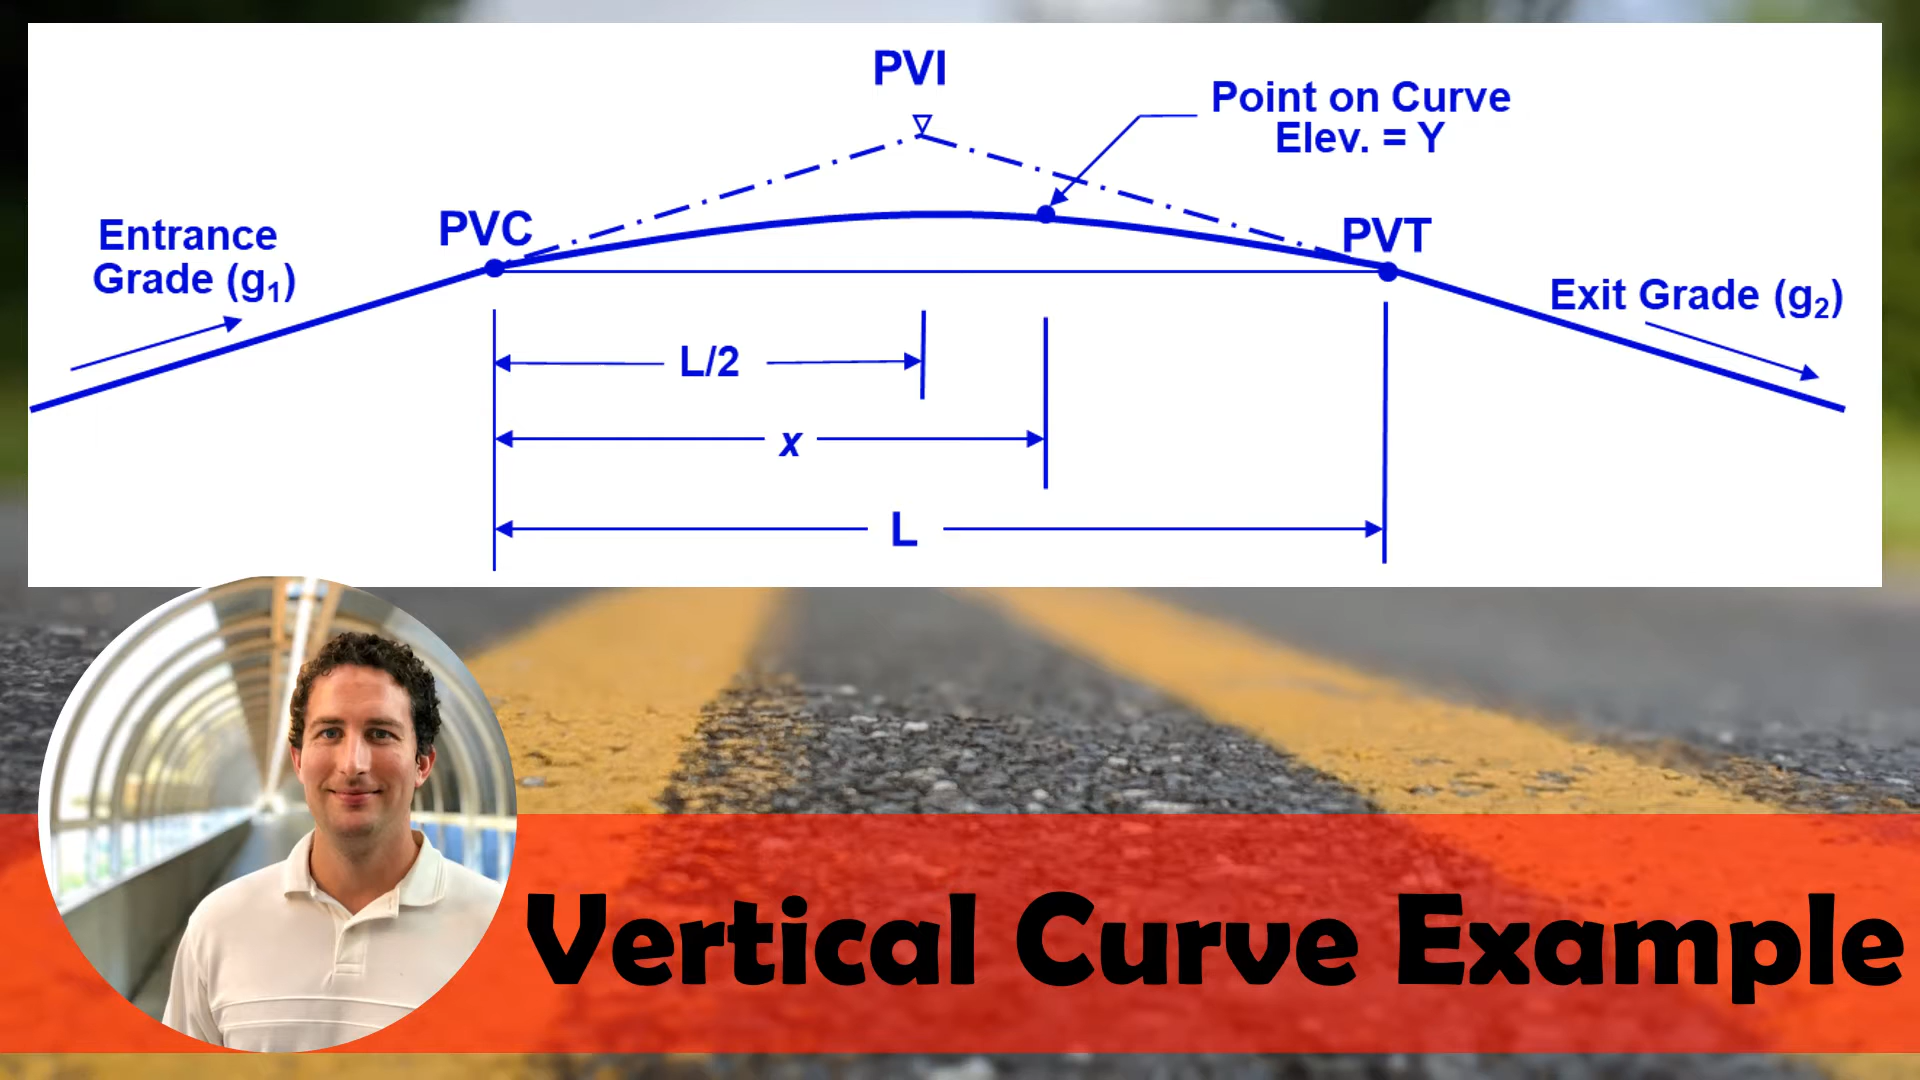 PVI
Point on Curve
Elev. = Y
PVC
PVT
Entrance
Grade (g₁)
Exit Grade (g₂)
L/2
x
L
Vertical Curve Example